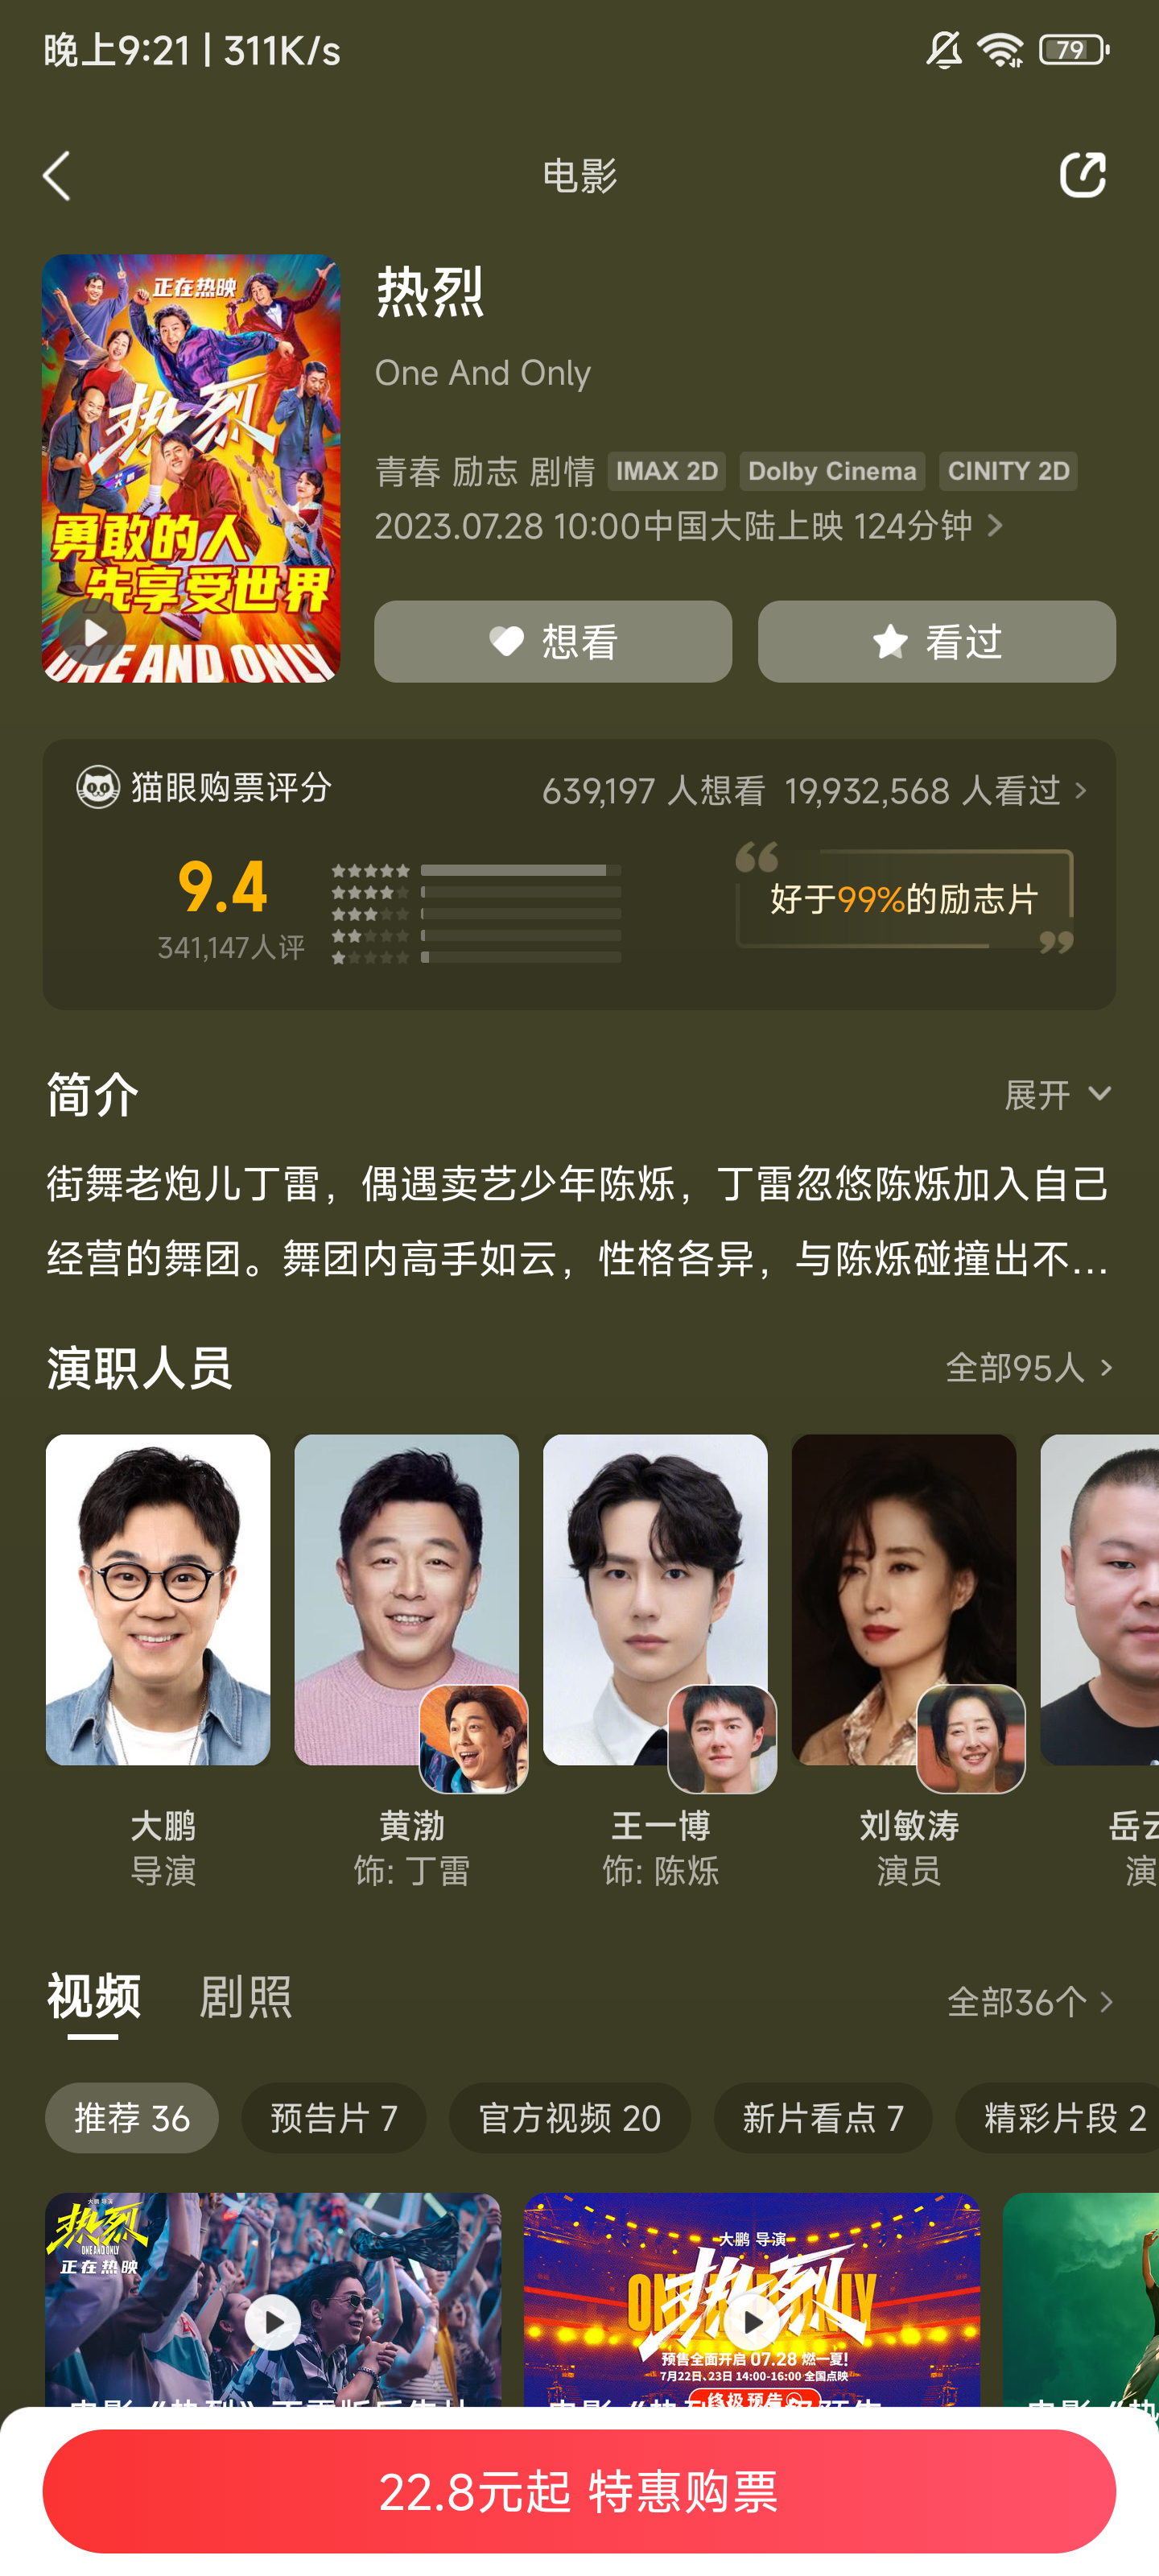 晚上9:21 | 311K/s
79
电影
正在热映
热烈
勇敢的人
先享受世界
ONE AND ONLY
热烈
One And Only
青春 励志 剧情 IMAX 2D Dolby Cinema CINITY 2D
2023.07.28 10:00中国大陆上映 124分钟
想看 看过
猫眼购票评分 639,197 人想看 19,932,568 人看过
9.4
341,147人评
好于99%的励志片
简介 展开
街舞老炮儿丁雷，偶遇卖艺少年陈烁，丁雷忽悠陈烁加入自己
经营的舞团。舞团内高手如云，性格各异，与陈烁碰撞出不...
演职人员 全部95人
大鹏 黄渤 王一博 刘敏涛 岳云
导演 饰: 丁雷 饰: 陈烁 演员 演
视频 剧照 全部36个
推荐 36 预告片 7 官方视频 20 新片看点 7 精彩片段 2
大鹏 导演
热烈
ONE AND ONLY
正在热映
大鹏 导演
ONE AND ONLY
热烈
预售全面开启 07.28 燃一夏!
7月22日、23日 14:00-16:00 全国点映
终极预告
22.8元起 特惠购票